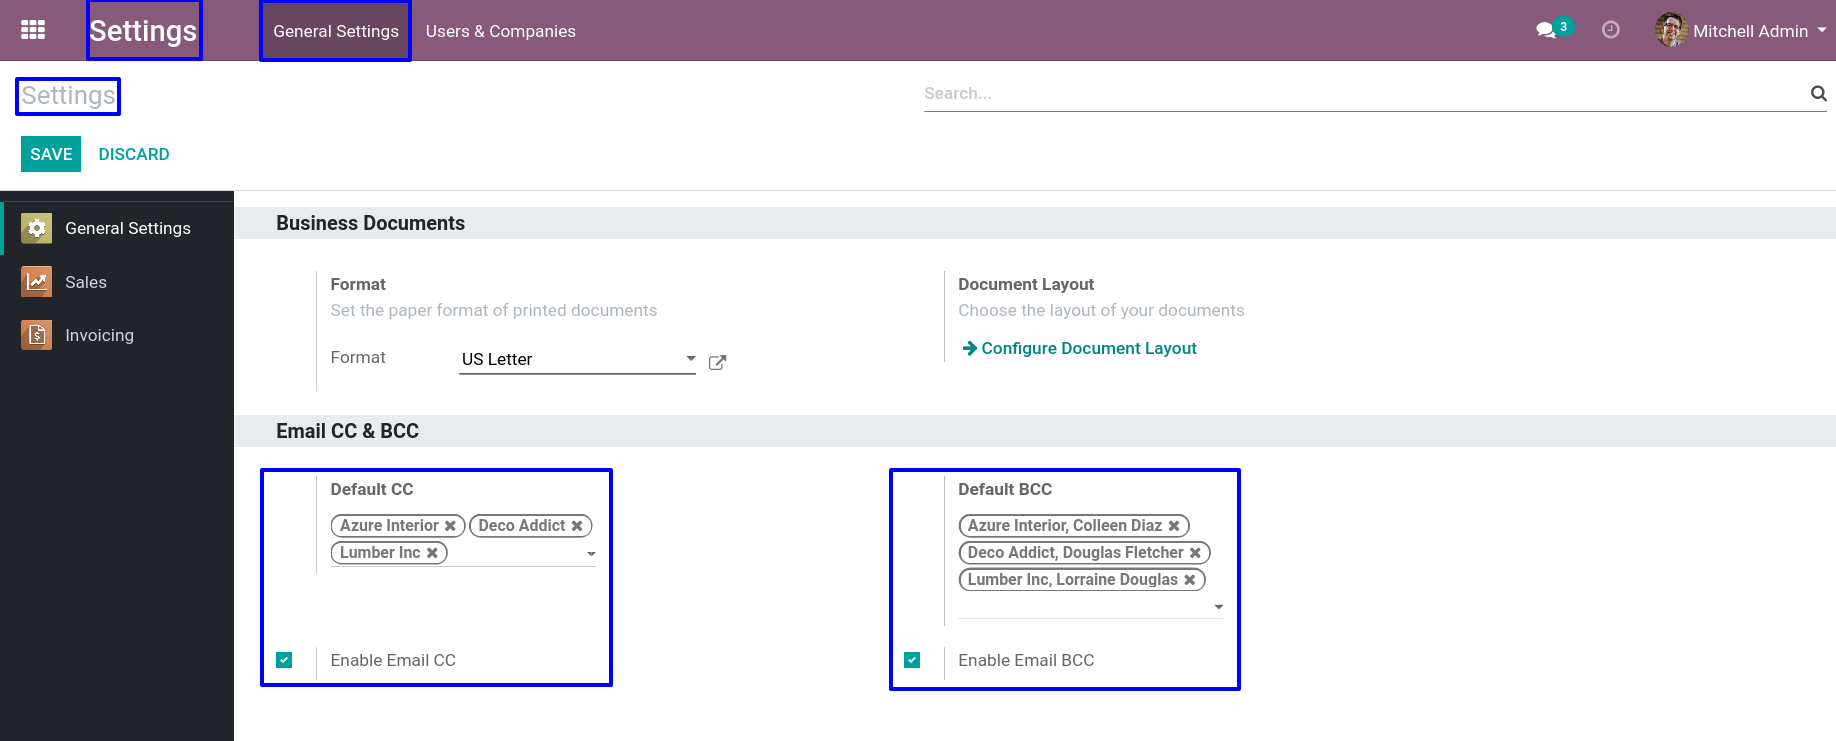 Settings General Settings Users & Companies 3 Mitchell Admin
Settings
Search...
SAVE DISCARD
General Settings
Sales
Invoicing
Business Documents
Format
Set the paper format of printed documents
Format US Letter
Document Layout
Choose the layout of your documents
Configure Document Layout
Email CC & BCC
Default CC
Azure Interior Deco Addict
Lumber Inc
Enable Email CC
Default BCC
Azure Interior, Colleen Diaz
Deco Addict, Douglas Fletcher
Lumber Inc, Lorraine Douglas
Enable Email BCC